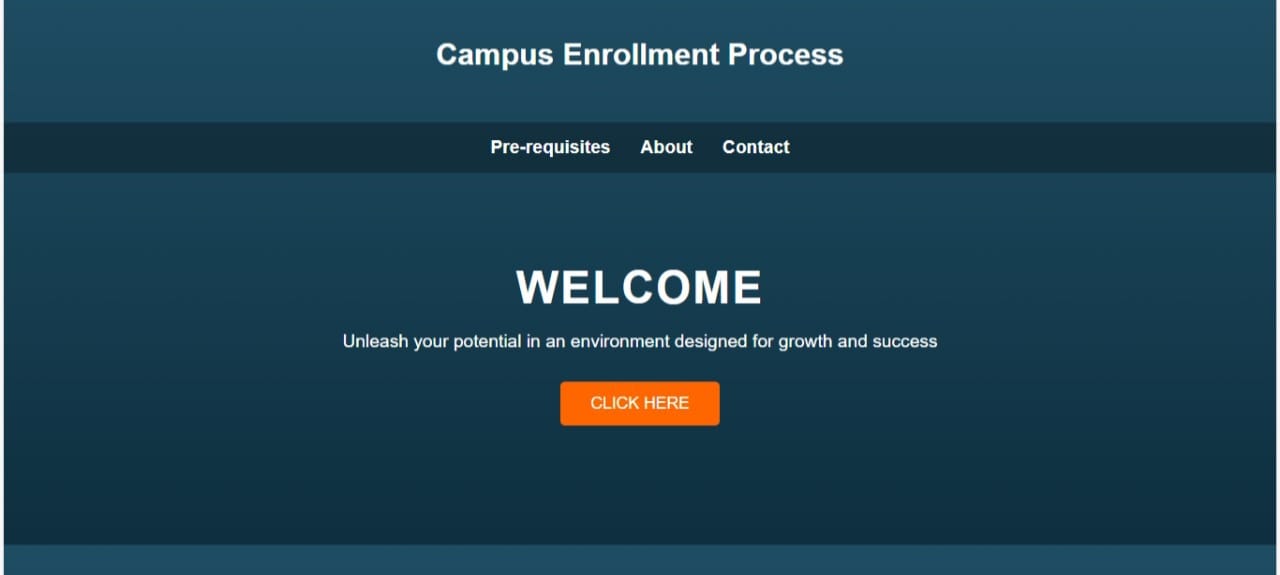 Campus Enrollment Process
Pre-requisites About Contact
WELCOME
Unleash your potential in an environment designed for growth and success
CLICK HERE